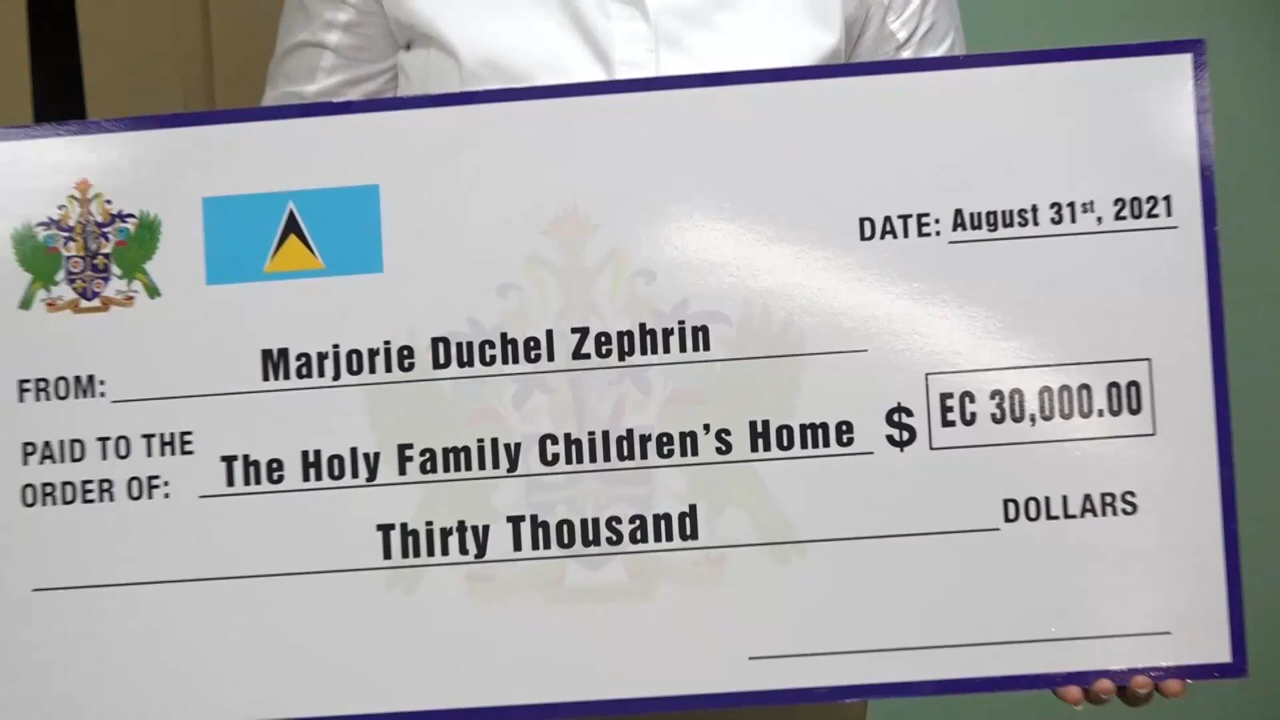 DATE: August 31st, 2021
FROM: Marjorie Duchel Zephrin
PAID TO THE
ORDER OF: The Holy Family Children's Home $ EC 30,000.00
Thirty Thousand DOLLARS